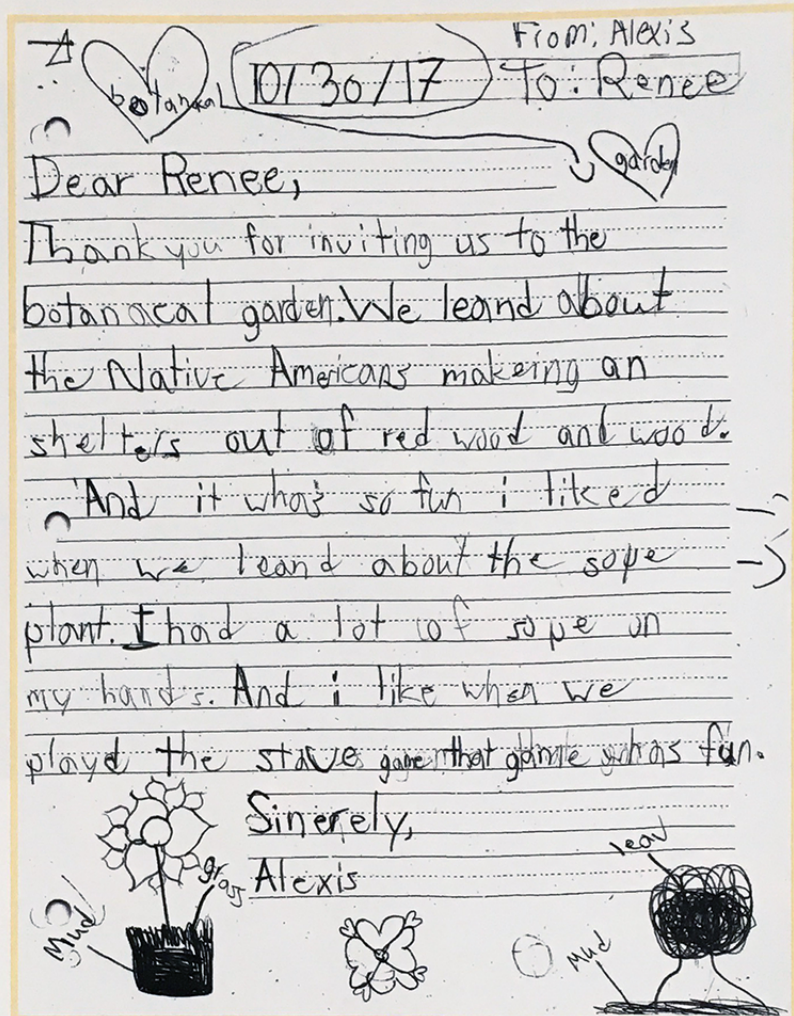 From: Alexis
botanacal 10/30/17 To: Renee
garden
Dear Renee,
Thank you for inviting us to the
botanacal garden. We leand about
the Native Americans makeing an
shelters out of red wood and wood.
And it whas so fun i liked
when we leand about the sope
plant. I had a lot of sope on
my hands. And i like when we
playd the stave game that game whas fun.
Sinerely,
Alexis
grass
Mud
leav
Mud